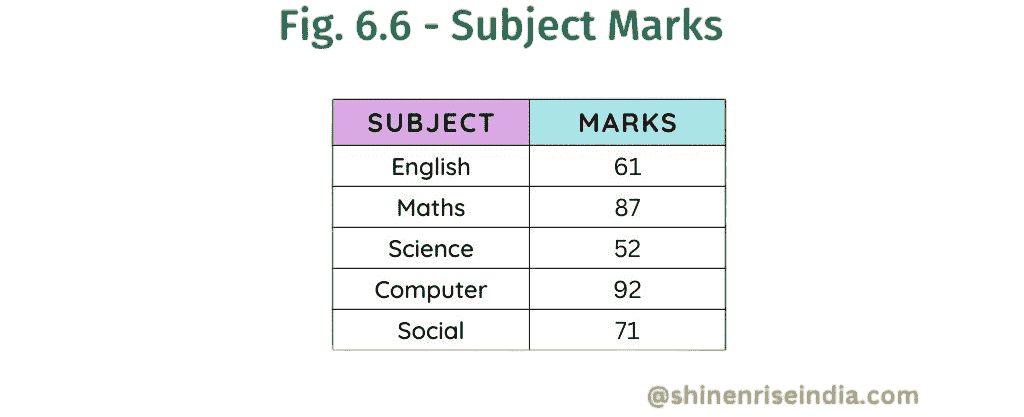 Fig. 6.6 - Subject Marks
SUBJECT MARKS
English 61
Maths 87
Science 52
Computer 92
Social 71
@shinenriseindia.com